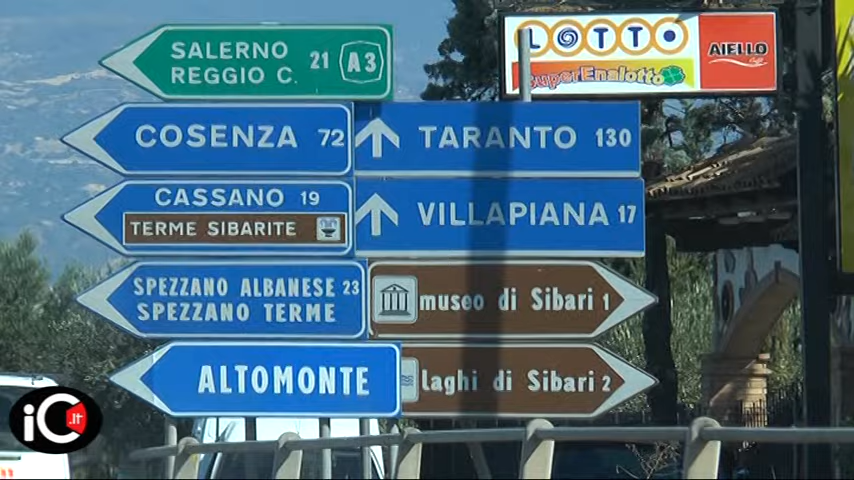 SALERNO
REGGIO C. 21 A3
COSENZA 72
CASSANO 19
TERME SIBARITE
SPEZZANO ALBANESE 23
SPEZZANO TERME
ALTOMONTE
TARANTO 130
VILLAPIANA 17
museo di Sibari 1
laghi di Sibari 2
LOTTO
SuperEnalotto
AIELLO
caffè
iC.it